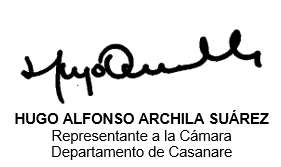 HUGO ALFONSO ARCHILA SUÁREZ
Representante a la Cámara
Departamento de Casanare